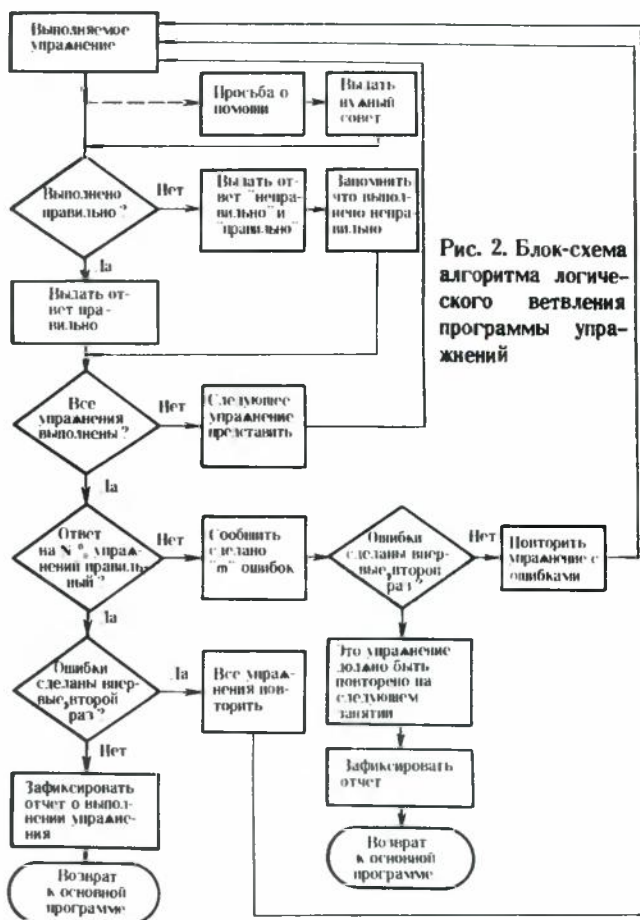 Выполняемое
упражнение
Просьба о
помощи
Выдать
нужный
совет
Выполнено
правильно?
Нет
Выдать от-
вет "неправ-
ильно" и
"правильно"
Запомнить
что выпол-
нено непра-
вильно
Да
Выдать от-
вет пра-
вильно
Рис. 2. Блок-схема
алгоритма логиче-
ского ветвления
программы упра-
жнений
Все
упражнения
выполнены?
Нет
Следующее
упражнение
представить
Да
Ответ
на N % упраж-
нений правиль-
ный?
Нет
Сообщить
сделано
"m" ошибок
Ошибки
сделаны впер-
вые, второй
раз?
Нет
Повторить
упражнение с
ошибками
Да
Ошибки
сделаны впер-
вые, второй
раз?
Да
Все упраж-
нения пов-
торить
Это упражнение
должно быть
повторено на
следующем
занятии
Нет
Зафиксировать
отчет о выпол-
нении упражне-
ния
Зафиксировать
отчет
Возврат
к основной
программе
Возврат
к основной
программе